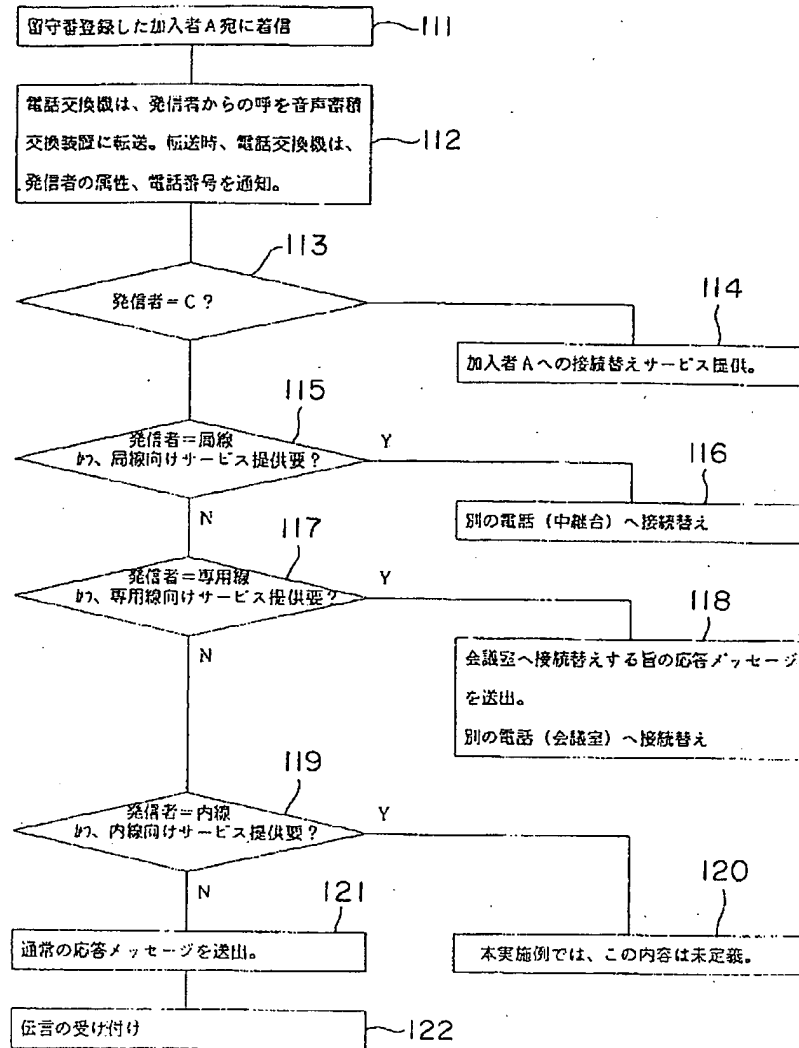 留守番登録した加入者A宛に着信
111
電話交換機は、発信者からの呼を音声蓄積
交換装置に転送。転送時、電話交換機は、
発信者の属性、電話番号を通知。
112
113
発信者=C?
114
加入者Aへの接続替えサービス提供。
115
発信者=局線
かつ、局線向けサービス提供要?
Y
116
別の電話(中継台)へ接続替え
N
117
発信者=専用線
かつ、専用線向けサービス提供要?
Y
118
会議室へ接続替えする旨の応答メッセージ
を送出。
別の電話(会議室)へ接続替え
N
119
発信者=内線
かつ、内線向けサービス提供要?
Y
120
本実施例では、この内容は未定義。
N
121
通常の応答メッセージを送出。
伝言の受け付け
122